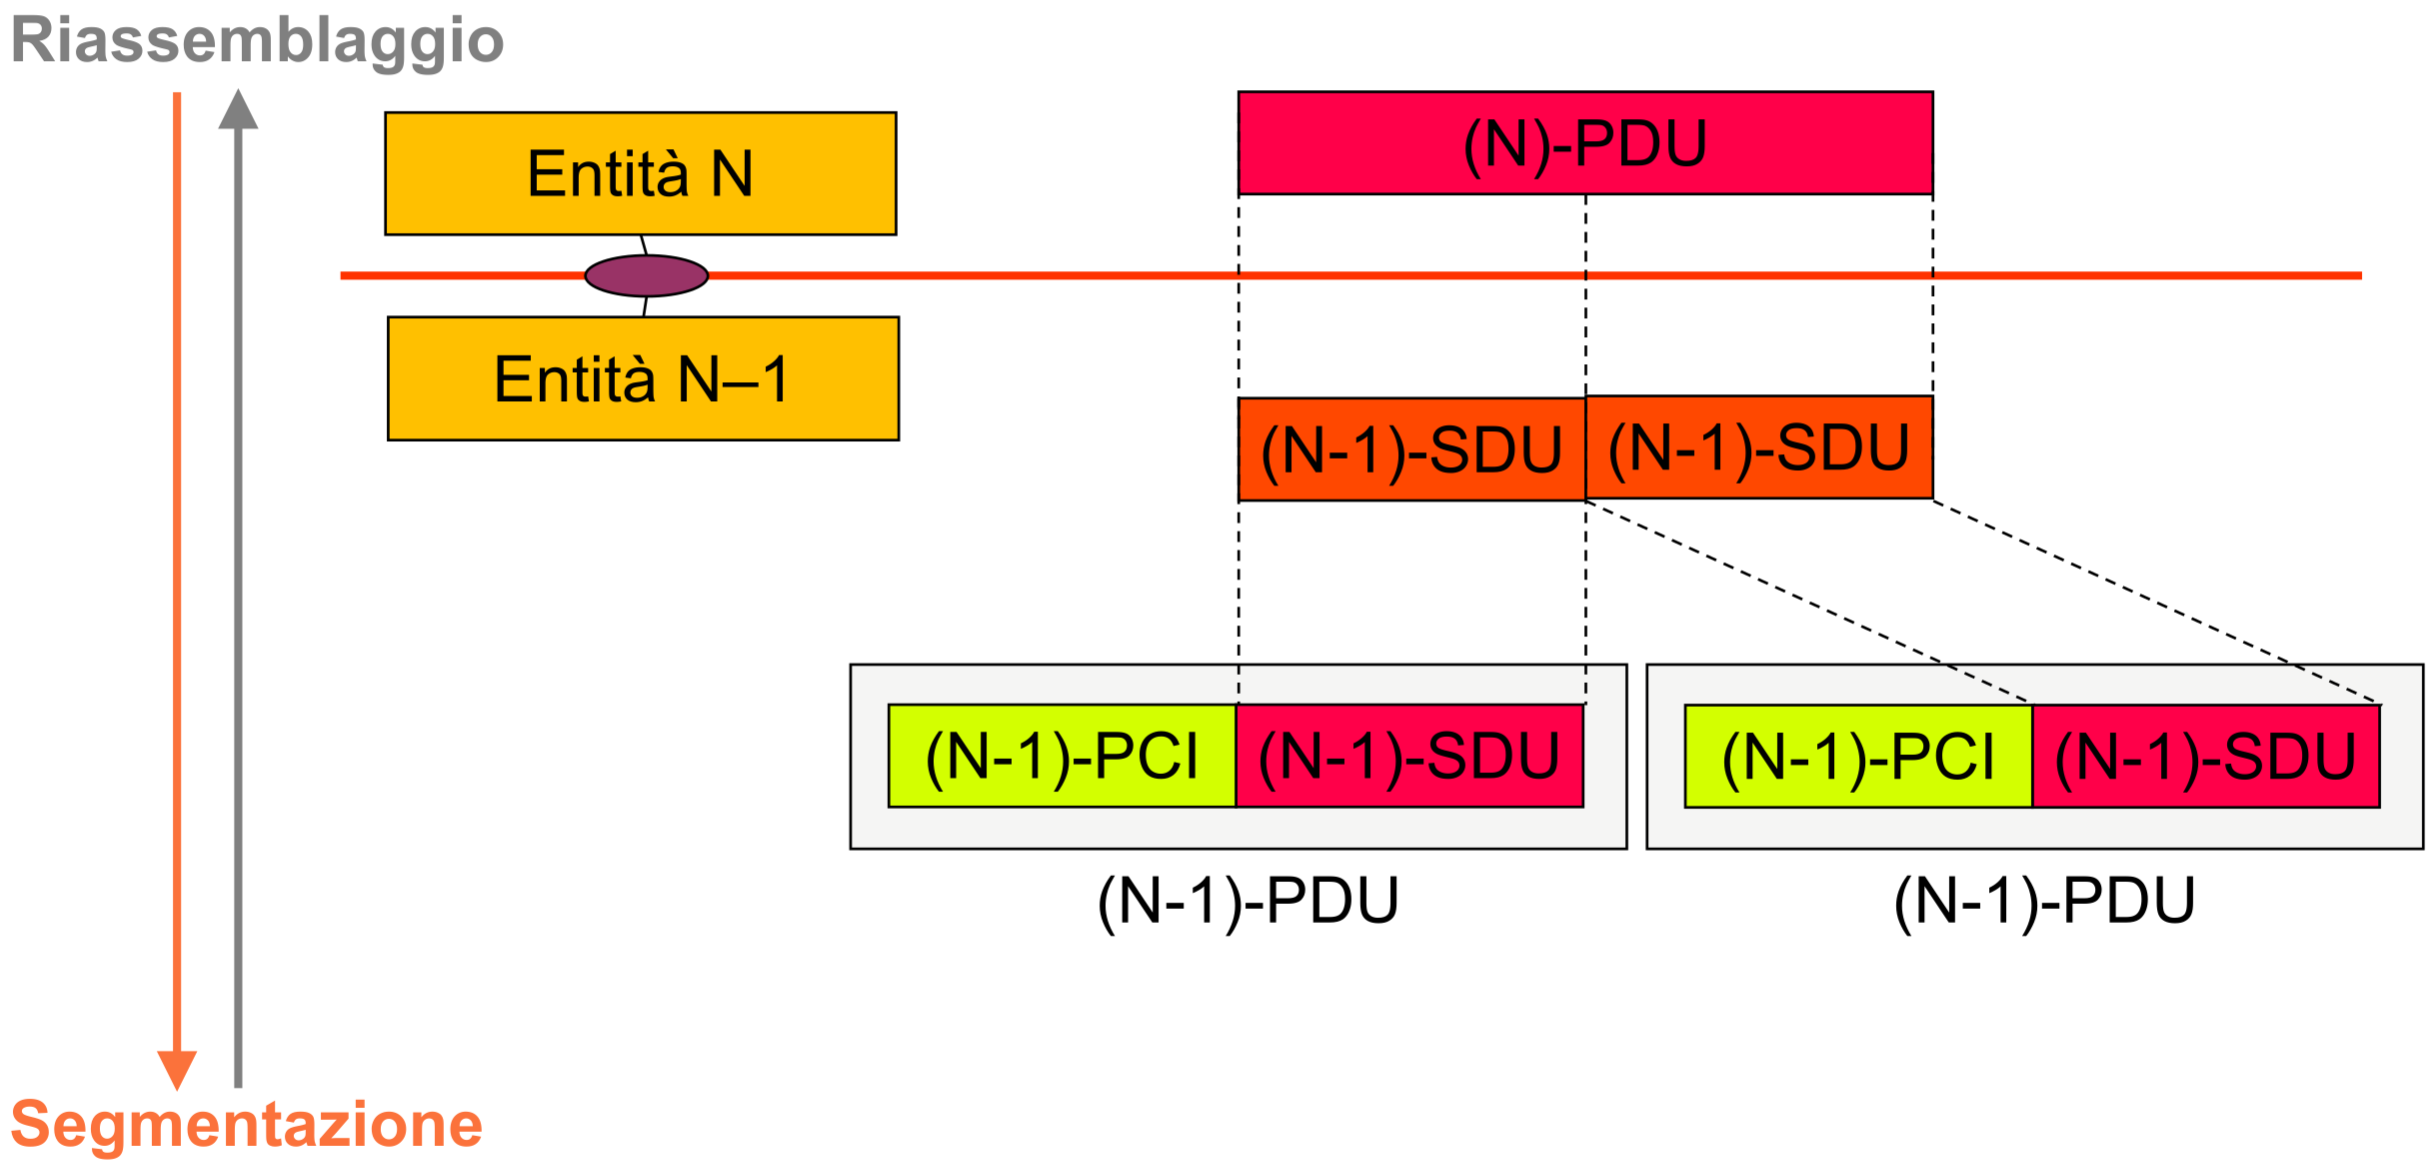 Riassemblaggio
Entità N
(N)-PDU
Entità N–1
(N-1)-SDU
(N-1)-SDU
(N-1)-PCI
(N-1)-SDU
(N-1)-PCI
(N-1)-SDU
(N-1)-PDU
(N-1)-PDU
Segmentazione